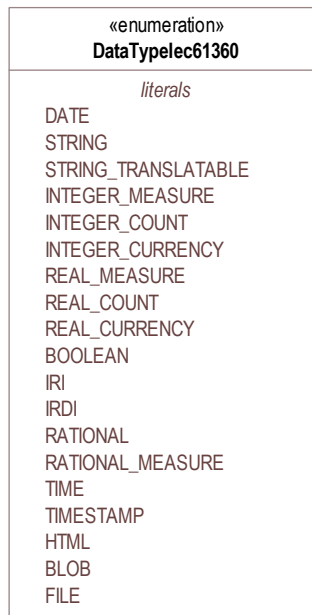 «enumeration»
DataTypeIec61360
literals
DATE
STRING
STRING_TRANSLATABLE
INTEGER_MEASURE
INTEGER_COUNT
INTEGER_CURRENCY
REAL_MEASURE
REAL_COUNT
REAL_CURRENCY
BOOLEAN
IRI
IRDI
RATIONAL
RATIONAL_MEASURE
TIME
TIMESTAMP
HTML
BLOB
FILE